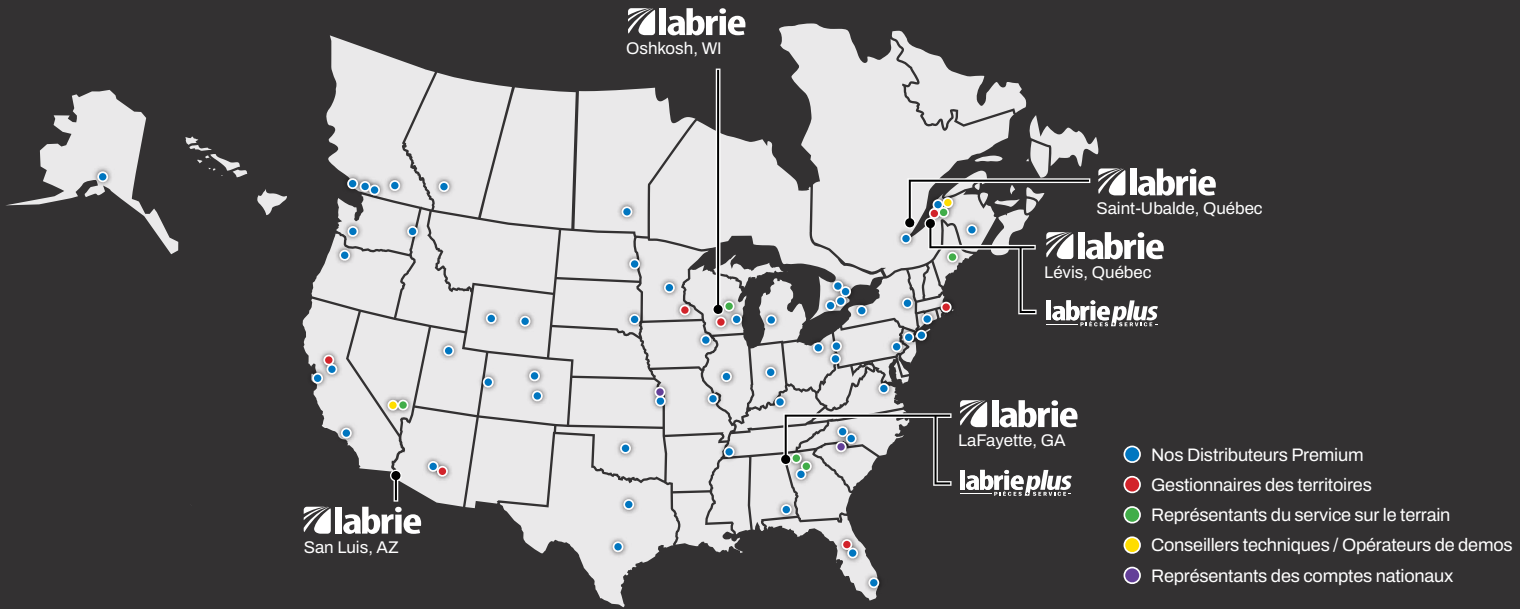 labrie
Oshkosh, WI
labrie
Saint-Ubalde, Québec
labrie
Lévis, Québec
labrieplus
PIÈCES & SERVICE
labrie
LaFayette, GA
labrieplus
PIÈCES & SERVICE
labrie
San Luis, AZ
Nos Distributeurs Premium
Gestionnaires des territoires
Représentants du service sur le terrain
Conseillers techniques / Opérateurs de demos
Représentants des comptes nationaux